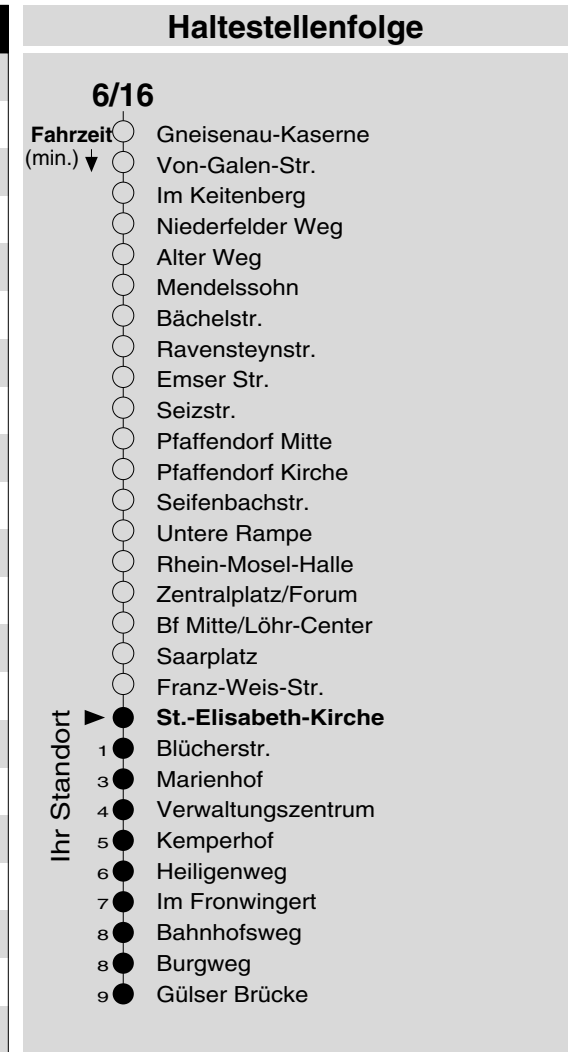 Haltestellenfolge
6/16
Fahrzeit
(min.)
Gneisenau-Kaserne
Von-Galen-Str.
Im Keitenberg
Niederfelder Weg
Alter Weg
Mendelssohn
Bächelstr.
Ravensteynstr.
Emser Str.
Seizstr.
Pfaffendorf Mitte
Pfaffendorf Kirche
Seifenbachstr.
Untere Rampe
Rhein-Mosel-Halle
Zentralplatz/Forum
Bf Mitte/Löhr-Center
Saarplatz
Franz-Weis-Str.
Ihr Standort
St.-Elisabeth-Kirche
1 Blücherstr.
3 Marienhof
4 Verwaltungszentrum
5 Kemperhof
6 Heiligenweg
7 Im Fronwingert
8 Bahnhofsweg
8 Burgweg
9 Gülser Brücke